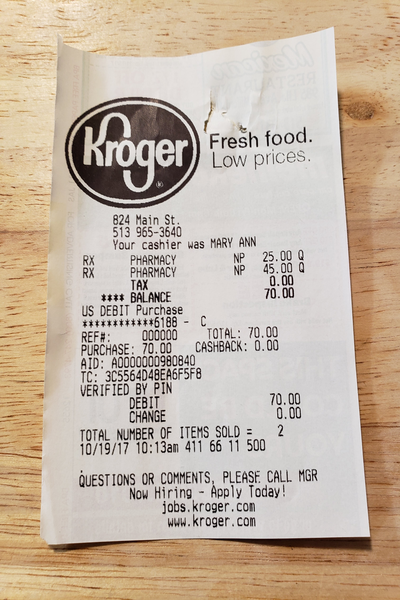 Kroger
Fresh food.
Low prices.
824 Main St.
513 965-3640
Your cashier was MARY ANN
RX PHARMACY NP 25.00 Q
RX PHARMACY NP 45.00 Q
TAX 0.00
**** BALANCE 70.00
US DEBIT Purchase
************6188 - C
REF#: 000000 TOTAL: 70.00
PURCHASE: 70.00 CASHBACK: 0.00
AID: A0000000980840
TC: 3C5564D4BEA6F5F8
VERIFIED BY PIN
DEBIT 70.00
CHANGE 0.00
TOTAL NUMBER OF ITEMS SOLD = 2
10/19/17 10:13am 411 66 11 500
QUESTIONS OR COMMENTS, PLEASE CALL MGR
Now Hiring - Apply Today!
jobs.kroger.com
www.kroger.com